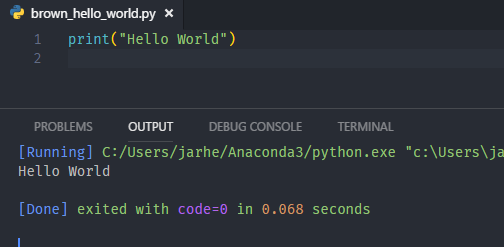 brown_hello_world.py ×
1 print("Hello World")
2
PROBLEMS OUTPUT DEBUG CONSOLE TERMINAL
[Running] C:/Users/jarhe/Anaconda3/python.exe "c:\Users\ja
Hello World
[Done] exited with code=0 in 0.068 seconds